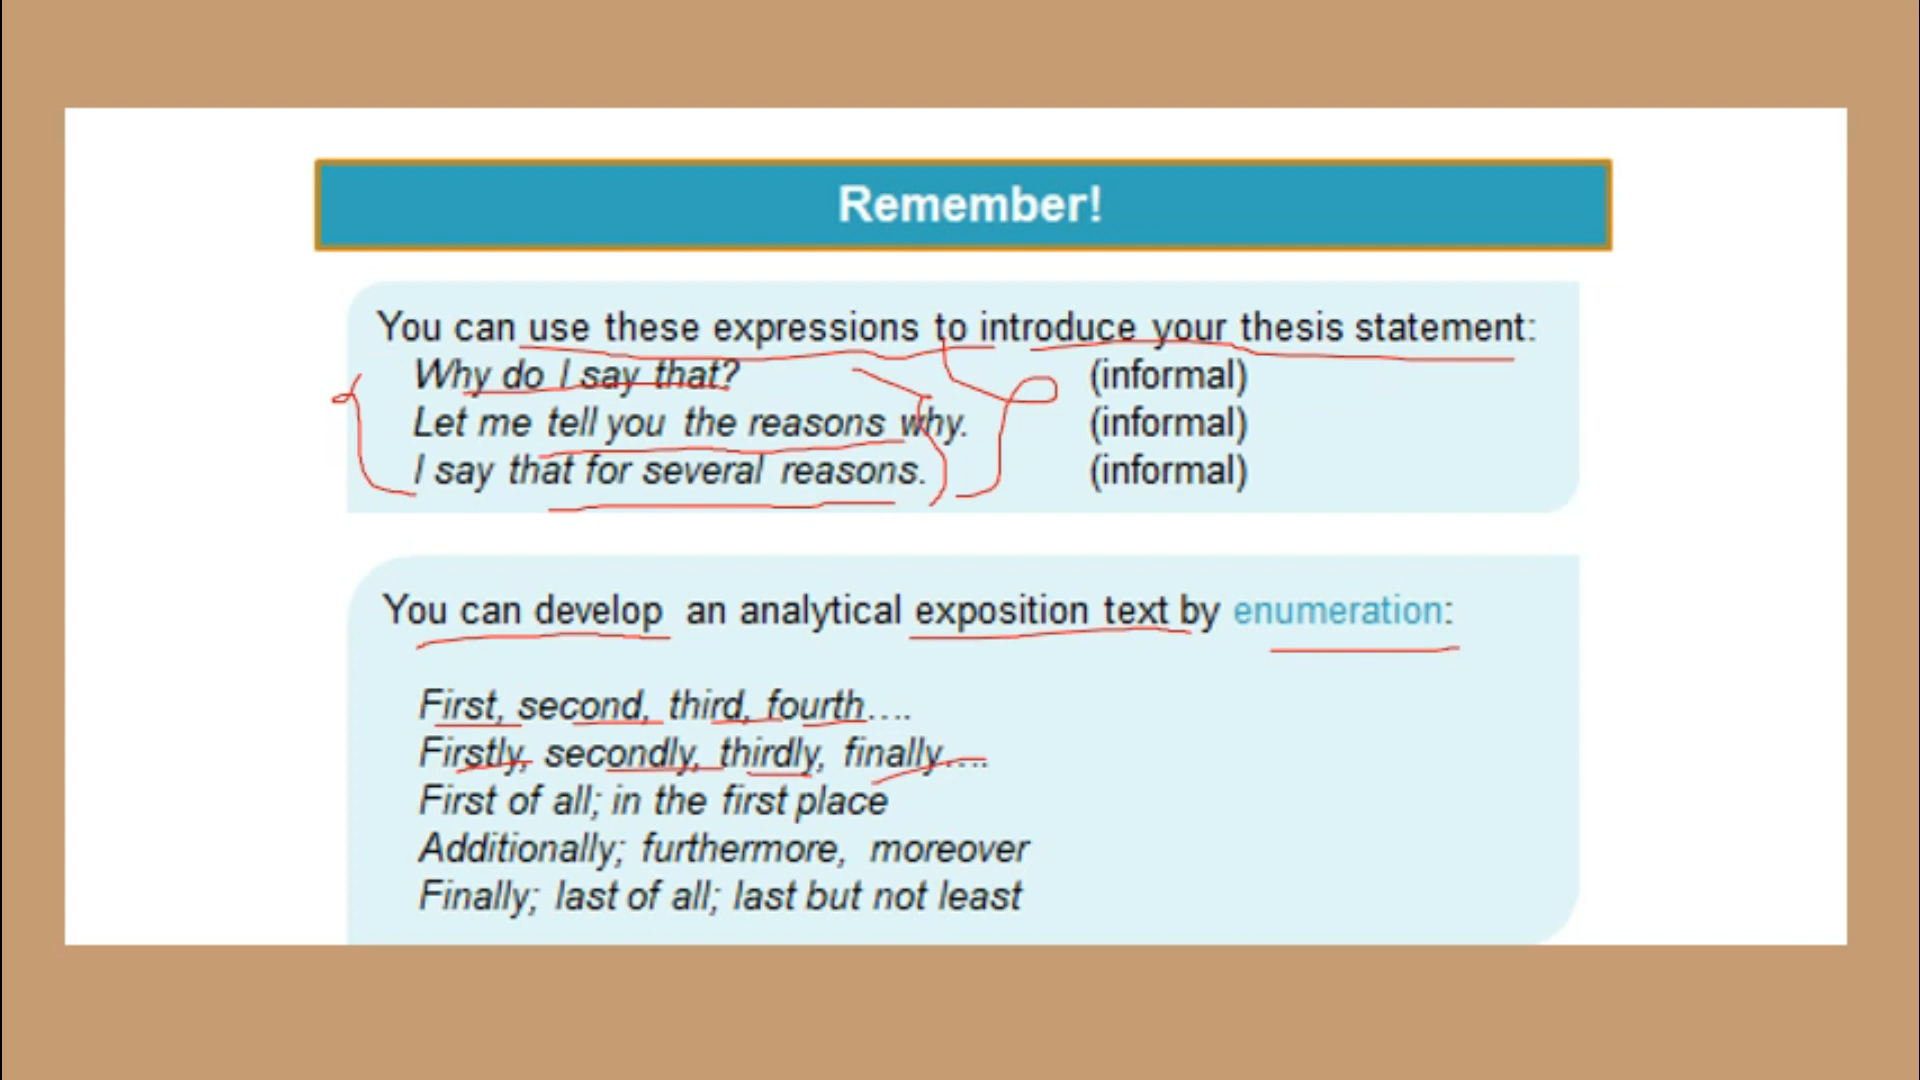 Remember!
You can use these expressions to introduce your thesis statement:
Why do I say that? (informal)
Let me tell you the reasons why. (informal)
I say that for several reasons. (informal)
You can develop an analytical exposition text by enumeration:
First, second, third, fourth….
Firstly, secondly, thirdly, finally….
First of all; in the first place
Additionally; furthermore, moreover
Finally; last of all; last but not least